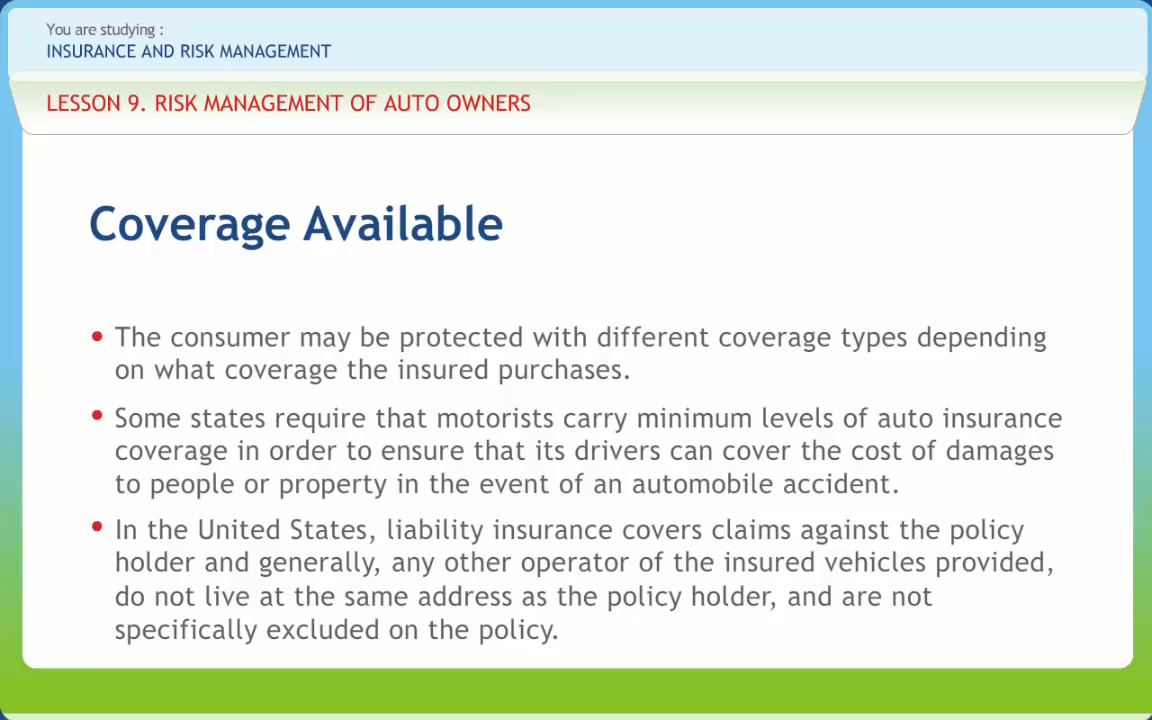 You are studying :
INSURANCE AND RISK MANAGEMENT
LESSON 9. RISK MANAGEMENT OF AUTO OWNERS
Coverage Available
• The consumer may be protected with different coverage types depending
on what coverage the insured purchases.
• Some states require that motorists carry minimum levels of auto insurance
coverage in order to ensure that its drivers can cover the cost of damages
to people or property in the event of an automobile accident.
• In the United States, liability insurance covers claims against the policy
holder and generally, any other operator of the insured vehicles provided,
do not live at the same address as the policy holder, and are not
specifically excluded on the policy.